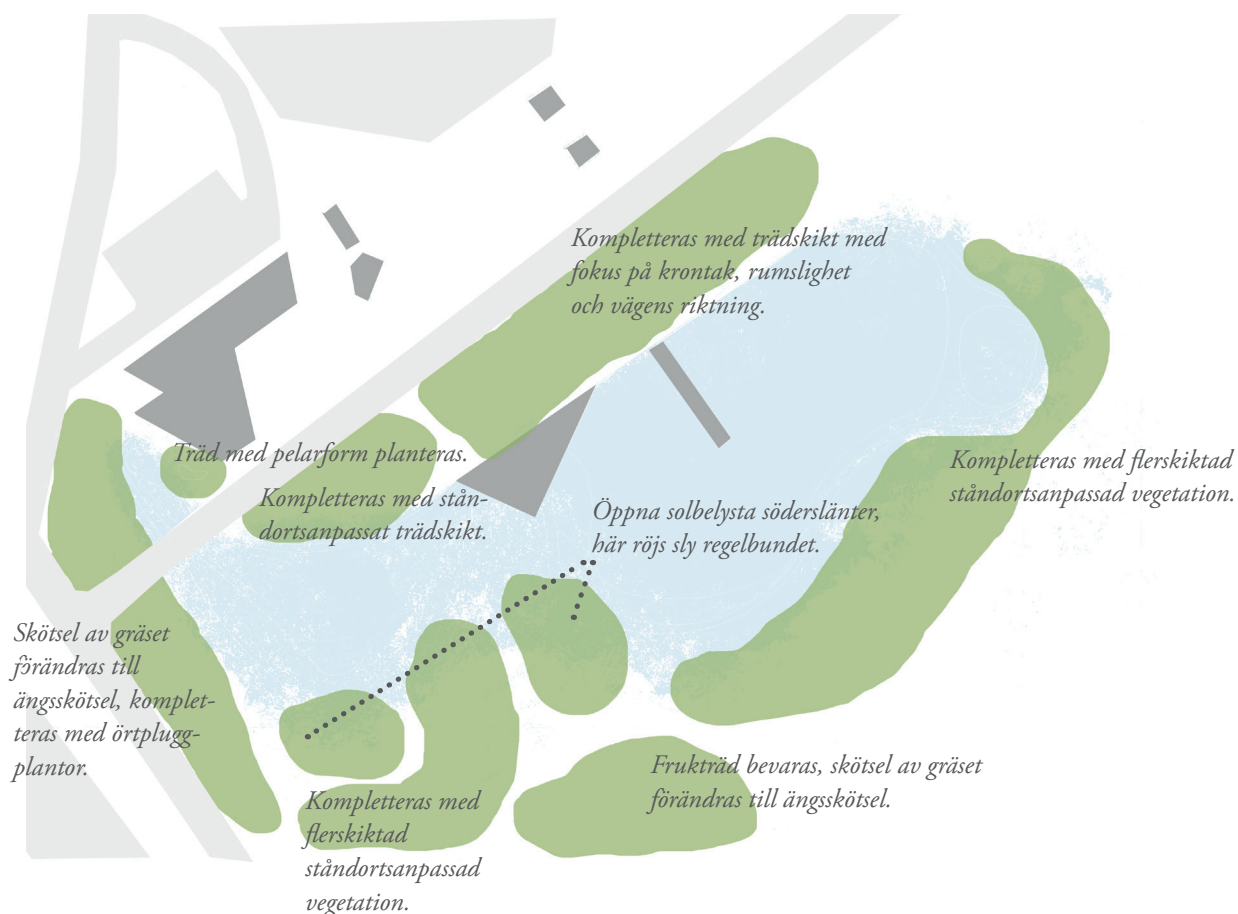 Kompletteras med trädskikt med
fokus på krontak, rumslighet
och vägens riktning.
Träd med pelarform planteras.
Kompletteras med stån-
dortsanpassat trädskikt.
Öppna solbelysta söderslänter,
här röjs sly regelbundet.
Kompletteras med flerskiktad
ståndortsanpassad vegetation.
Skötsel av gräset
förändras till
ängsskötsel, komplet-
teras med örtplugg-
plantor.
Frukträd bevaras, skötsel av gräset
förändras till ängsskötsel.
Kompletteras med
flerskiktad
ståndortsanpassad
vegetation.